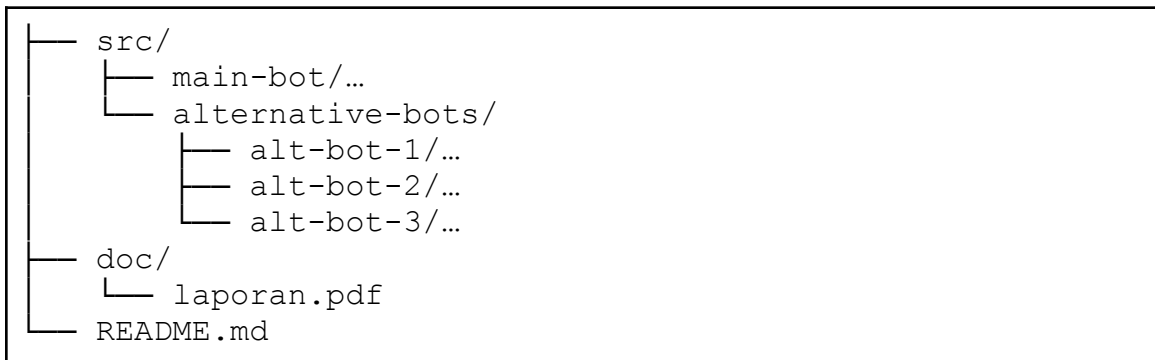 ├── src/
│   ├── main-bot/…
│   └── alternative-bots/
│       ├── alt-bot-1/…
│       ├── alt-bot-2/…
│       └── alt-bot-3/…
├── doc/
│   └── laporan.pdf
└── README.md